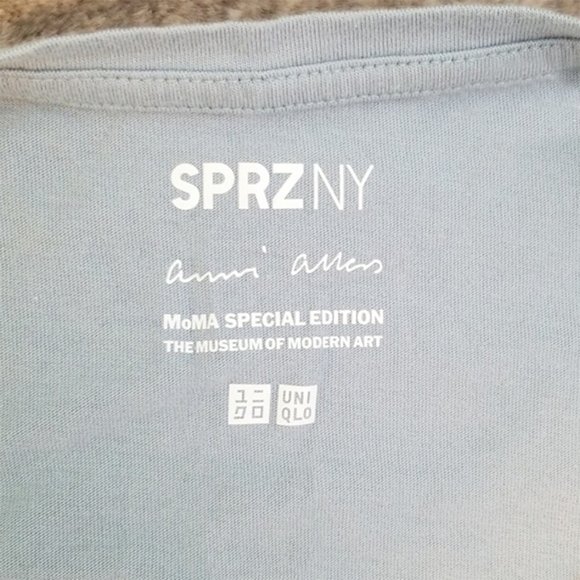 SPRZ NY
anni albers
MoMA SPECIAL EDITION
THE MUSEUM OF MODERN ART
ユニ UNI
クロ QLO